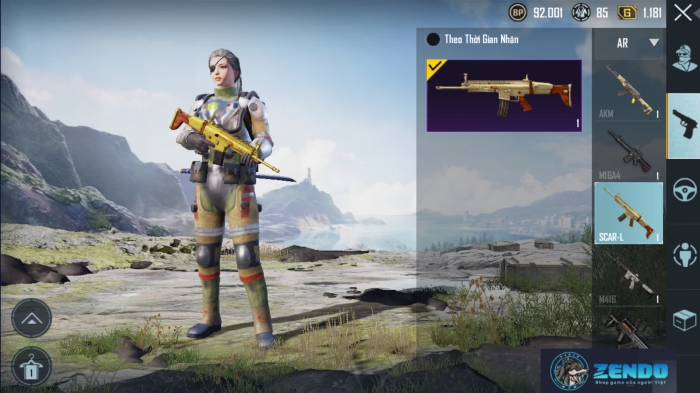 BP 92.001 85 G 1.181
Theo Thời Gian Nhận
AR
1
AKM 1
M16A4 1
SCAR-L 1
M416 1
ZENDO
Shop game của người Việt